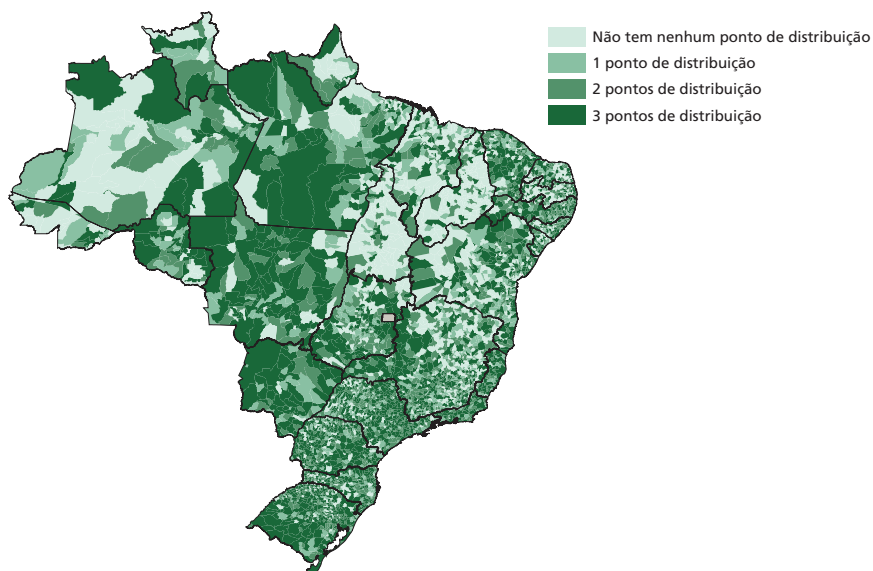 Não tem nenhum ponto de distribuição
1 ponto de distribuição
2 pontos de distribuição
3 pontos de distribuição